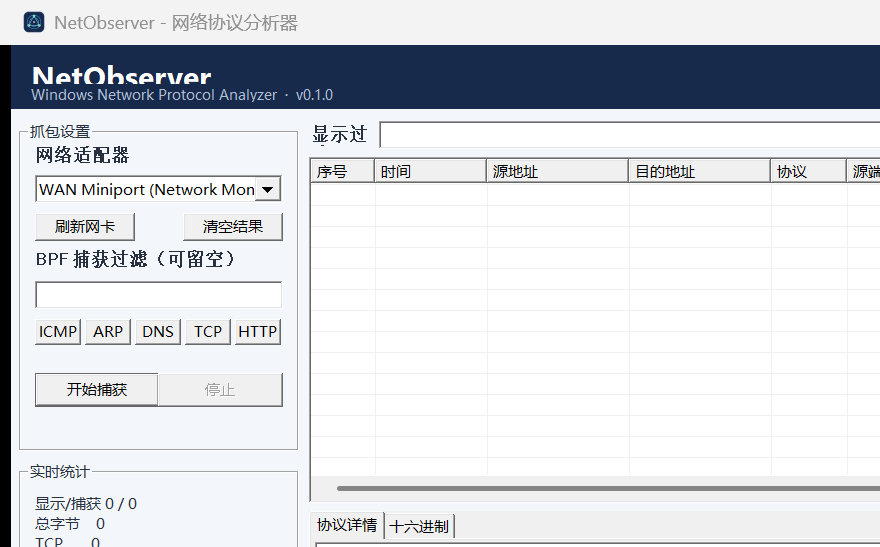 NetObserver - 网络协议分析器
NetObserver
Windows Network Protocol Analyzer · v0.1.0
抓包设置
网络适配器
WAN Miniport (Network Mon
刷新网卡 清空结果
BPF 捕获过滤（可留空）
ICMP ARP DNS TCP HTTP
开始捕获 停止
实时统计
显示/捕获 0 / 0
总字节 0
TCP 0
显示过
序号 时间 源地址 目的地址 协议 源端
协议详情 十六进制